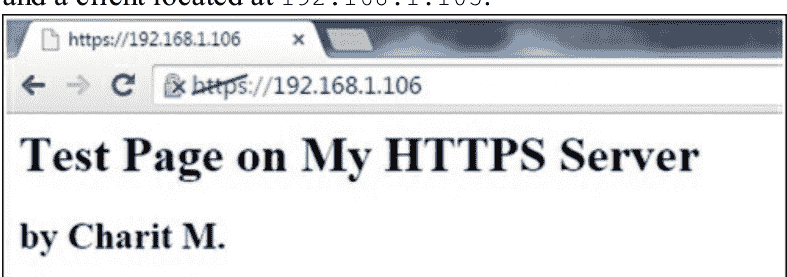 and a client located at 192.168.1.103.
https://192.168.1.106
https://192.168.1.106
Test Page on My HTTPS Server
by Charit M.